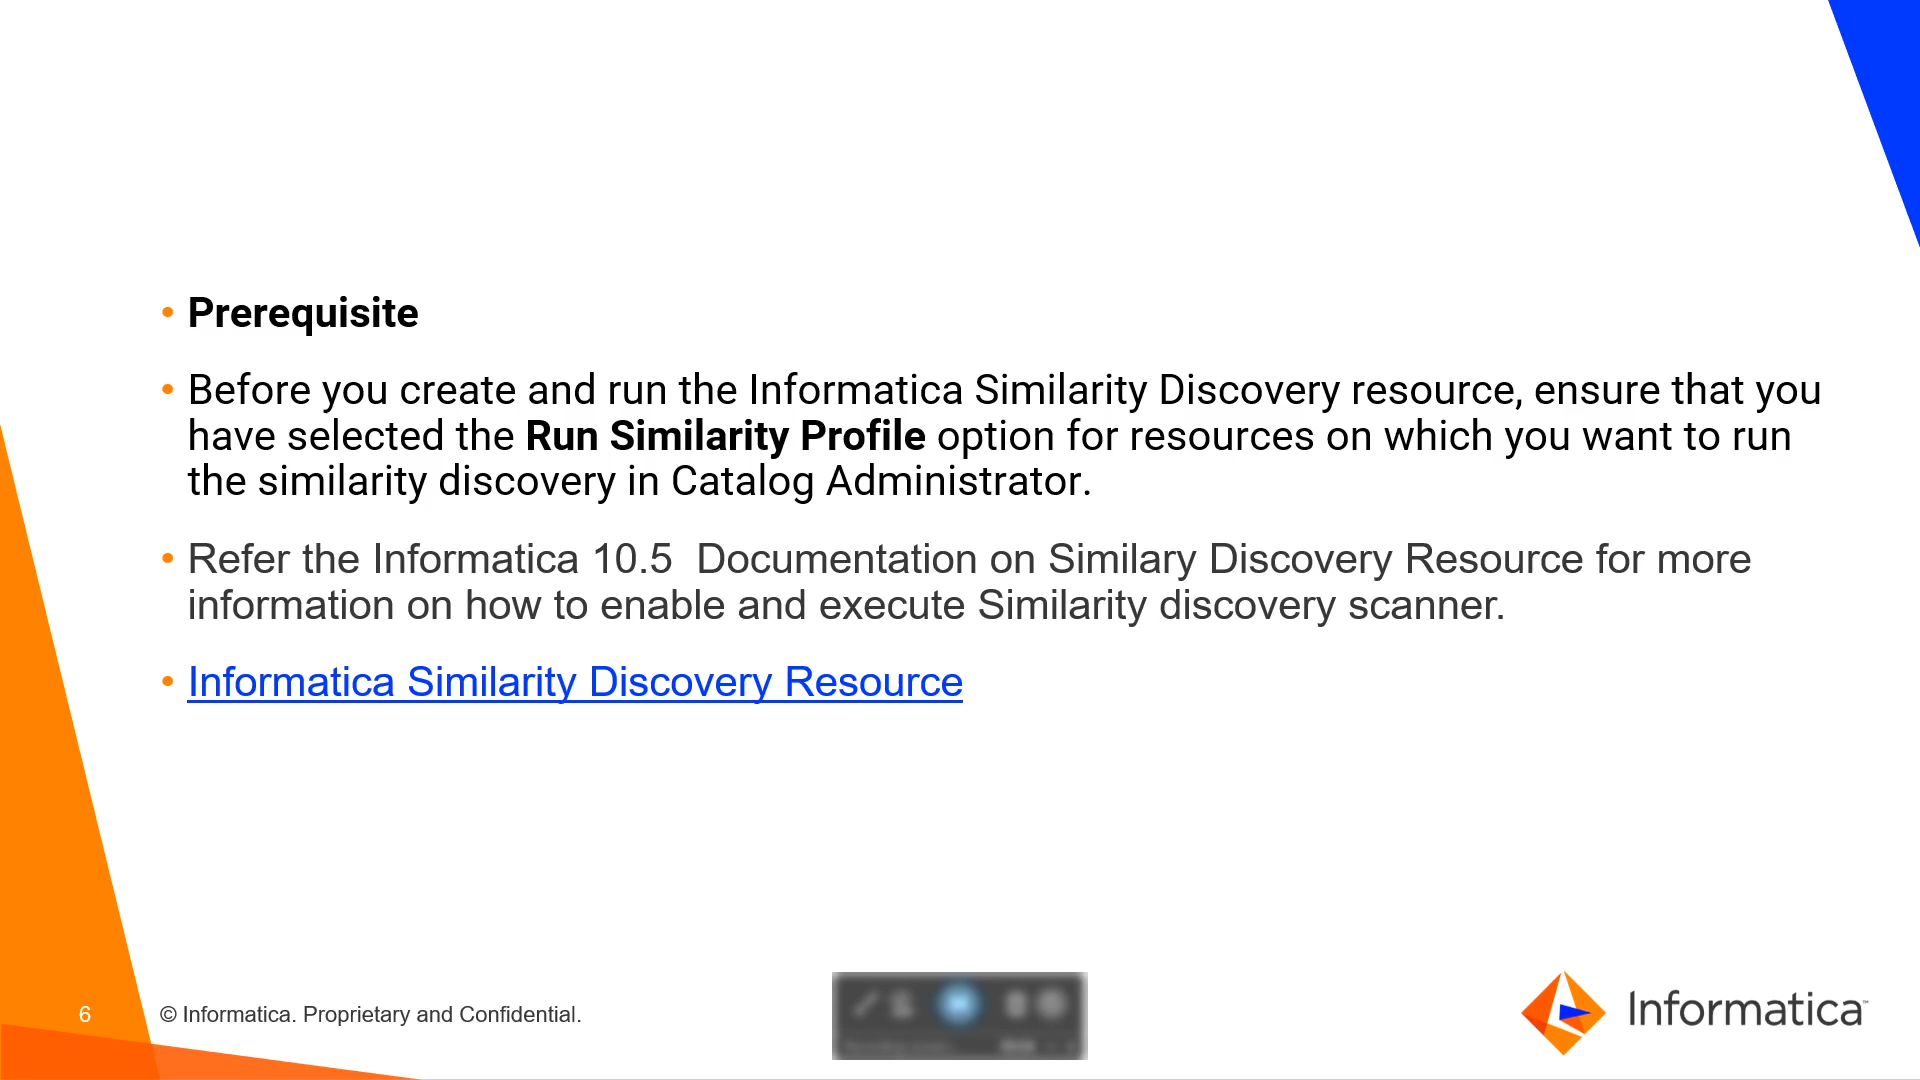 • Prerequisite
• Before you create and run the Informatica Similarity Discovery resource, ensure that you
have selected the Run Similarity Profile option for resources on which you want to run
the similarity discovery in Catalog Administrator.
• Refer the Informatica 10.5  Documentation on Similary Discovery Resource for more
information on how to enable and execute Similarity discovery scanner.
• Informatica Similarity Discovery Resource
6
© Informatica. Proprietary and Confidential.
Informatica™